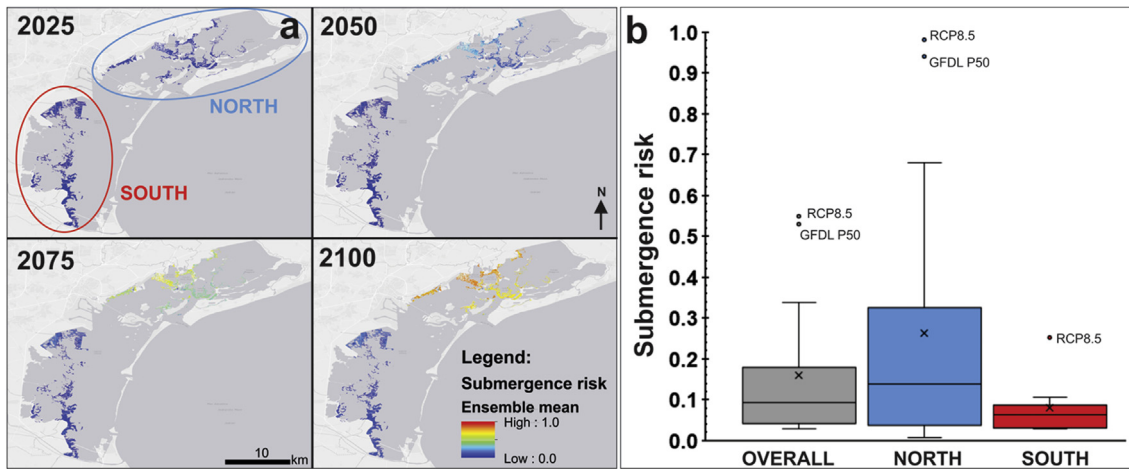 2025
a
NORTH
SOUTH
2050
N
2075
10
km
2100
Legend:
Submergence risk
Ensemble mean
High : 1.0
Low : 0.0
b
Submergence risk
1.0
0.9
0.8
0.7
0.6
0.5
0.4
0.3
0.2
0.1
0.0
RCP8.5
GFDL P50
RCP8.5
GFDL P50
RCP8.5
OVERALL
NORTH
SOUTH